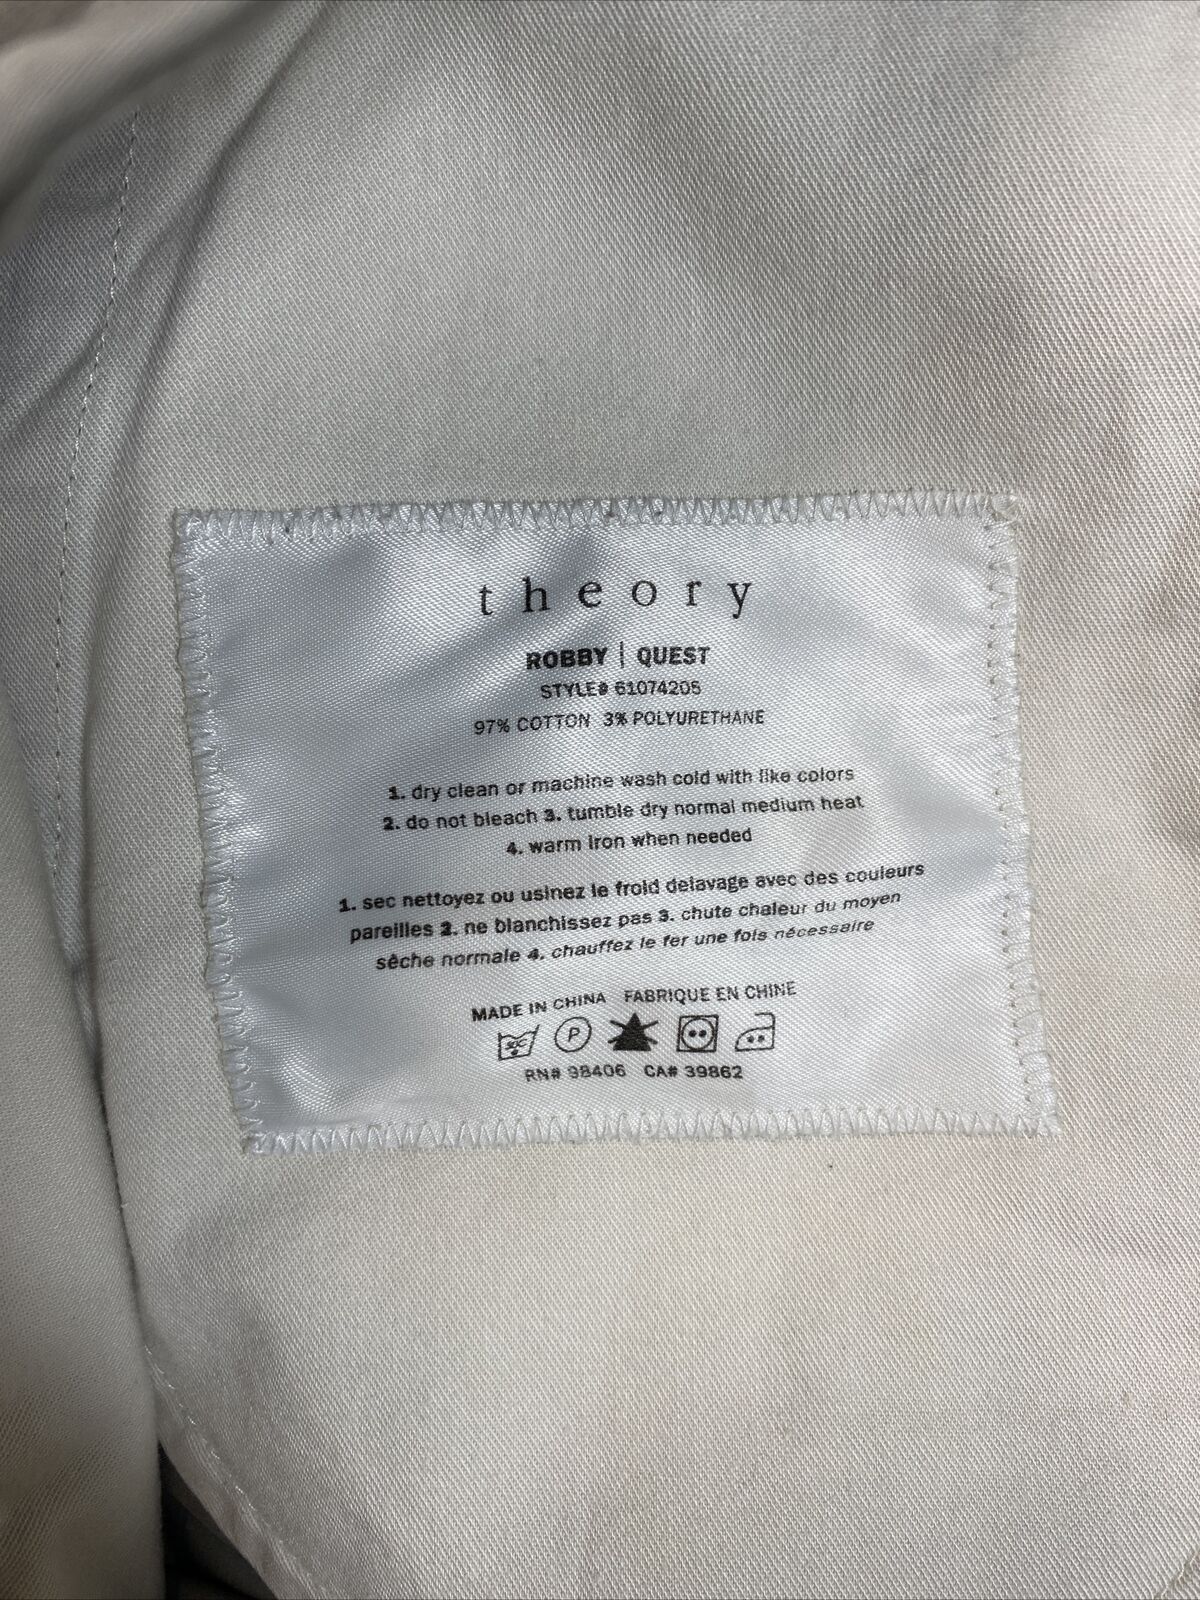 theory
ROBBY | QUEST
STYLE# 61074205
97% COTTON 3% POLYURETHANE
1. dry clean or machine wash cold with like colors
2. do not bleach 3. tumble dry normal medium heat
4. warm iron when needed
1. sec nettoyez ou usinez le froid delavage avec des couleurs
pareilles 2. ne blanchissez pas 3. chute chaleur du moyen
sêche normale 4. chauffez le fer une fois nécessaire
MADE IN CHINA FABRIQUE EN CHINE
P
RN# 98406 CA# 39862